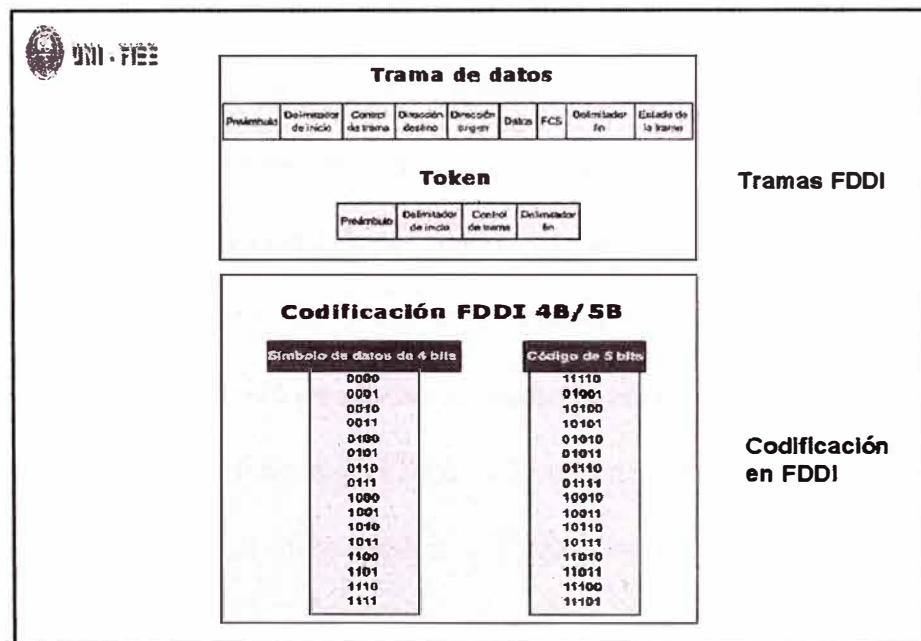 UNI - FIEE
Trama de datos
Preámbulo Delimitador de inicio Control de trama Dirección destino Dirección origen Datos FCS Delimitador fin Estado de la trama
Token
Preámbulo Delimitador de inicio Control de trama Delimitador fin
Tramas FDDI
Codificación FDDI 4B/5B
Símbolo de datos de 4 bits Código de 5 bits
0000 11110
0001 01001
0010 10100
0011 10101
0100 01010
0101 01011
0110 01110
0111 01111
1000 10010
1001 10011
1010 10110
1011 10111
1100 11010
1101 11011
1110 11100
1111 11101
Codificación
en FDDI